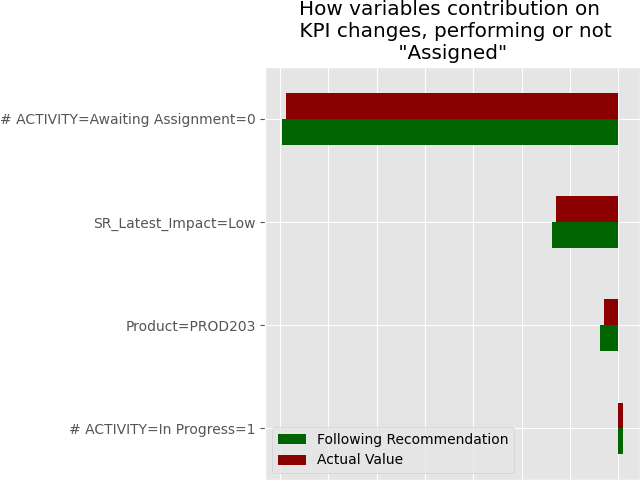 How variables contribution on
KPI changes, performing or not
"Assigned"
# ACTIVITY=Awaiting Assignment=0
SR_Latest_Impact=Low
Product=PROD203
# ACTIVITY=In Progress=1
Following Recommendation
Actual Value